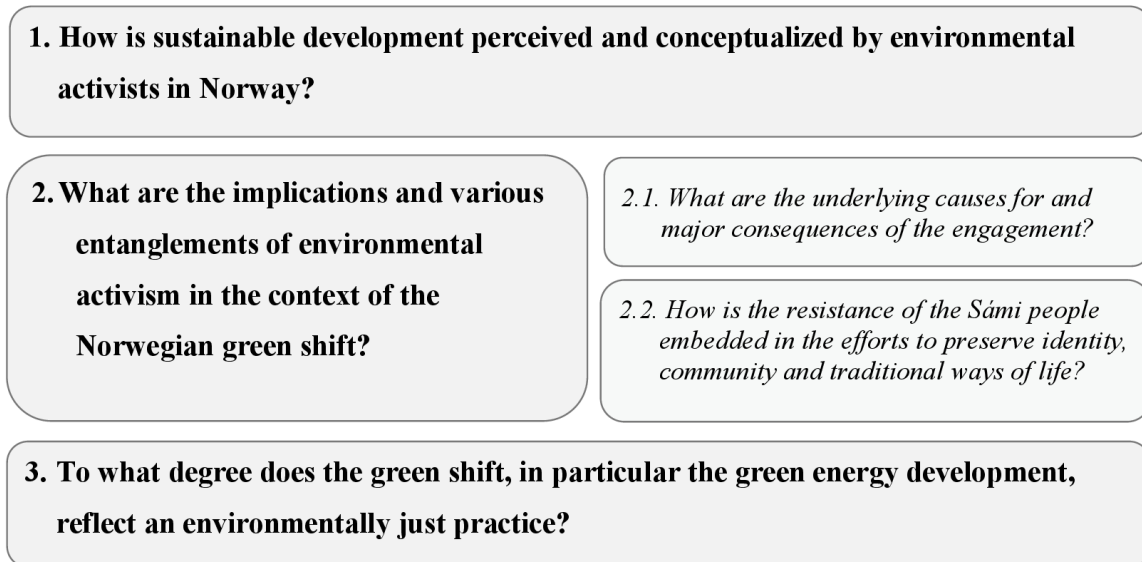 1. How is sustainable development perceived and conceptualized by environmental
activists in Norway?
2. What are the implications and various
entanglements of environmental
activism in the context of the
Norwegian green shift?
2.1. What are the underlying causes for and
major consequences of the engagement?
2.2. How is the resistance of the Sámi people
embedded in the efforts to preserve identity,
community and traditional ways of life?
3. To what degree does the green shift, in particular the green energy development,
reflect an environmentally just practice?